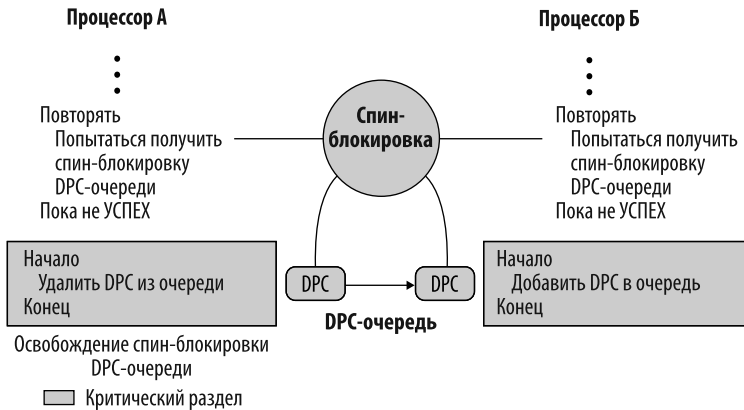 Процессор А
Повторять
Попытаться получить
спин-блокировку
DPC-очереди
Пока не УСПЕХ
Начало
Удалить DPC из очереди
Конец
Освобождение спин-блокировки
DPC-очереди
Критический раздел
Спин-
блокировка
DPC
DPC
DPC-очередь
Процессор Б
Повторять
Попытаться получить
спин-блокировку
DPC-очереди
Пока не УСПЕХ
Начало
Добавить DPC в очередь
Конец